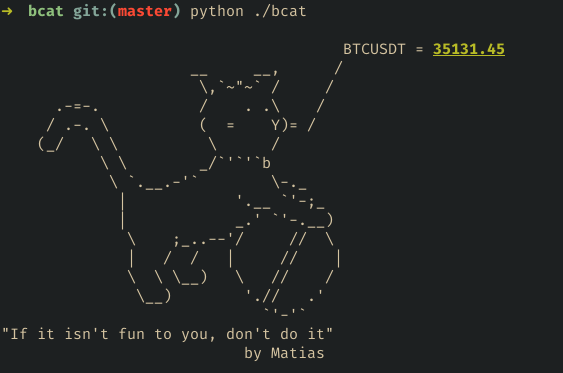 → bcat git:(master) python ./bcat
BTCUSDT = 35131.45
"If it isn't fun to you, don't do it"
by Matias